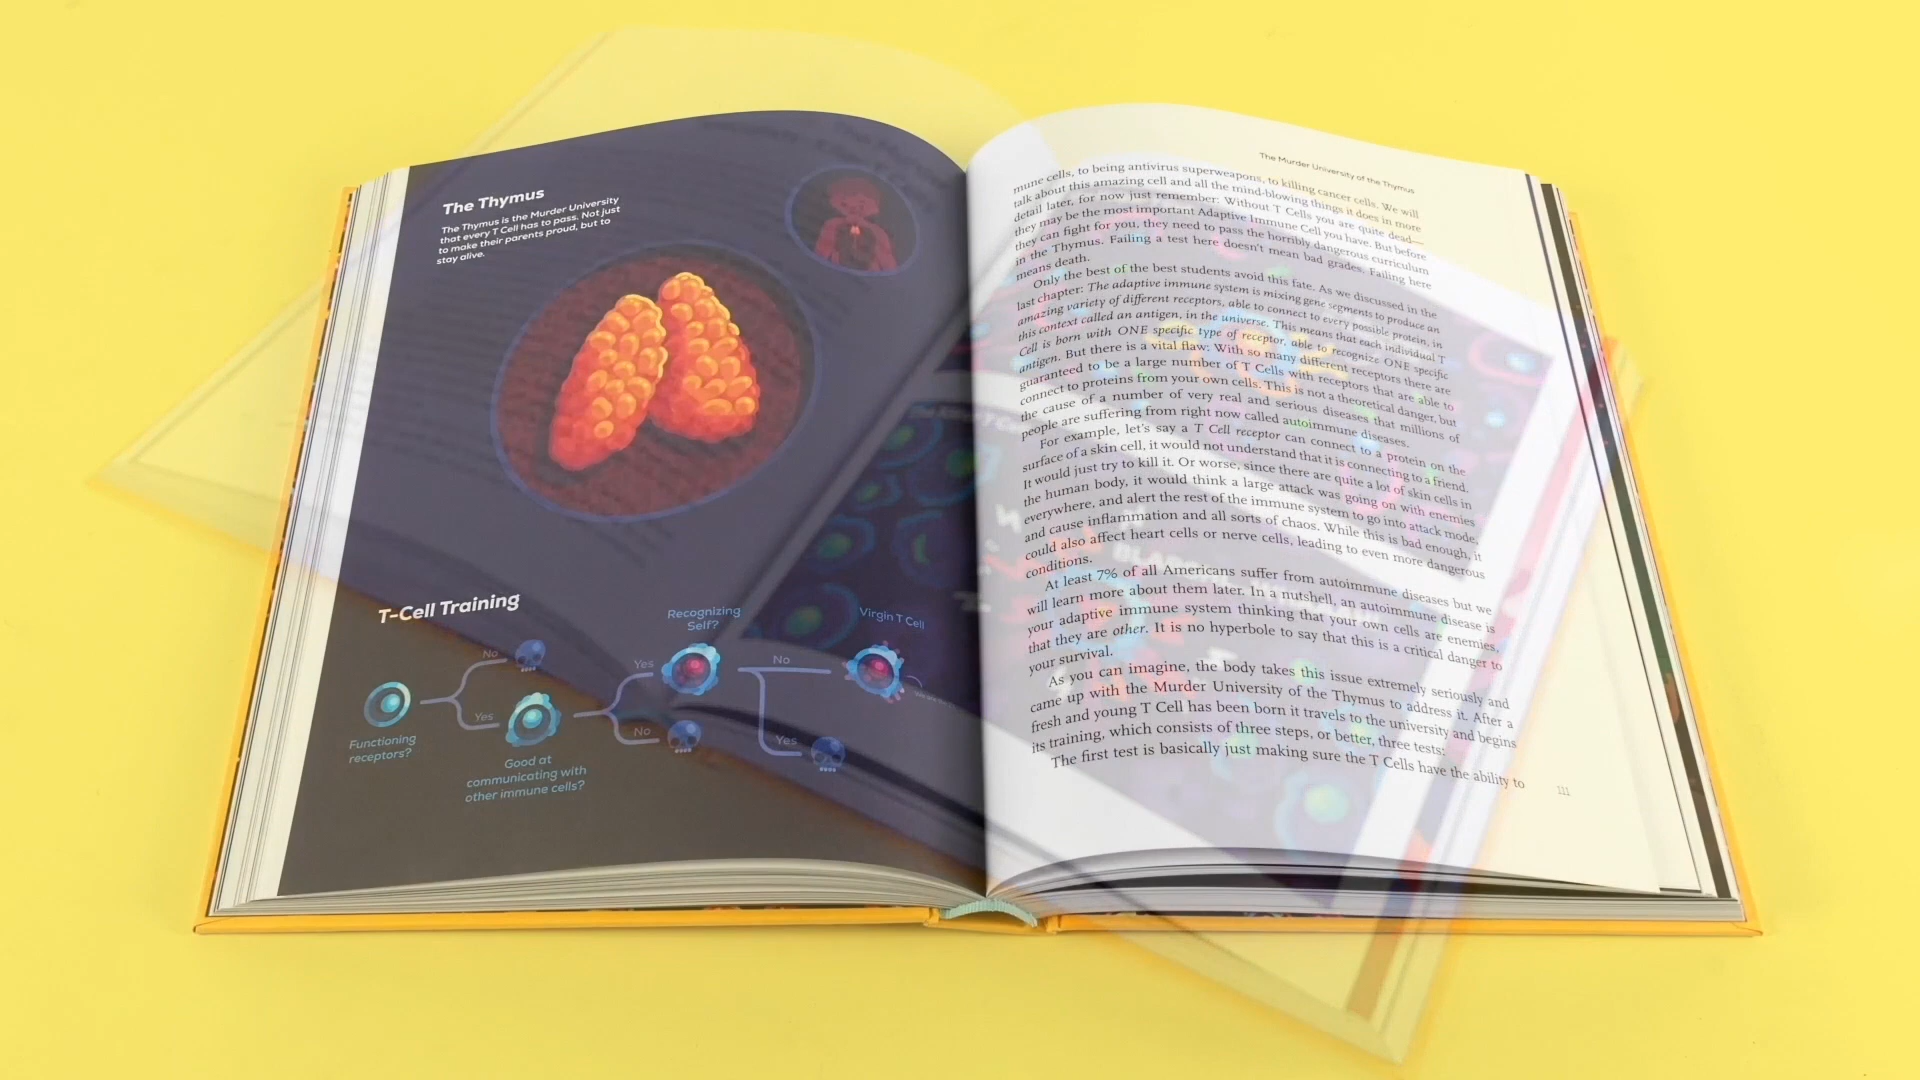 The Thymus
The Thymus is the Murder University
that every T Cell has to pass. Not just
to make their parents proud, but to
stay alive.
T-Cell Training
Functioning
receptors?
No
Yes
Good at
communicating with
other immune cells?
Yes
No
Recognizing
Self?
No
Yes
Virgin T Cell
The Murder University of the Thymus
mune cells, to being antivirus superweapons, to killing cancer cells. We will
talk about this amazing cell and all the mind-blowing things it does in more
detail later, for now just remember: Without T Cells you are quite dead—
they may be the most important Adaptive Immune Cell you have. But before
they can fight for you, they need to pass the horribly dangerous curriculum
in the Thymus. Failing a test here doesn't mean bad grades. Failing here
means death.
Only the best of the best students avoid this fate. As we discussed in the
last chapter: The adaptive immune system is mixing gene segments to produce an
amazing variety of different receptors, able to connect to every possible protein, in
this context called an antigen, in the universe. This means that each individual T
Cell is born with ONE specific type of receptor, able to recognize ONE specific
antigen. But there is a vital flaw: With so many different receptors there are
guaranteed to be a large number of T Cells with receptors that are able to
connect to proteins from your own cells. This is not a theoretical danger, but
the cause of a number of very real and serious diseases that millions of
people are suffering from right now called autoimmune diseases.
For example, let's say a T Cell receptor can connect to a protein on the
surface of a skin cell, it would not understand that it is connecting to a friend.
It would just try to kill it. Or worse, since there are quite a lot of skin cells in
the human body, it would think a large attack was going on with enemies
everywhere, and alert the rest of the immune system to go into attack mode,
and cause inflammation and all sorts of chaos. While this is bad enough, it
could also affect heart cells or nerve cells, leading to even more dangerous
conditions.
At least 7% of all Americans suffer from autoimmune diseases but we
will learn more about them later. In a nutshell, an autoimmune disease is
your adaptive immune system thinking that your own cells are enemies,
that they are other. It is no hyperbole to say that this is a critical danger to
your survival.
As you can imagine, the body takes this issue extremely seriously and
came up with the Murder University of the Thymus to address it. After a
fresh and young T Cell has been born it travels to the university and begins
its training, which consists of three steps, or better, three tests:
The first test is basically just making sure the T Cells have the ability to
111